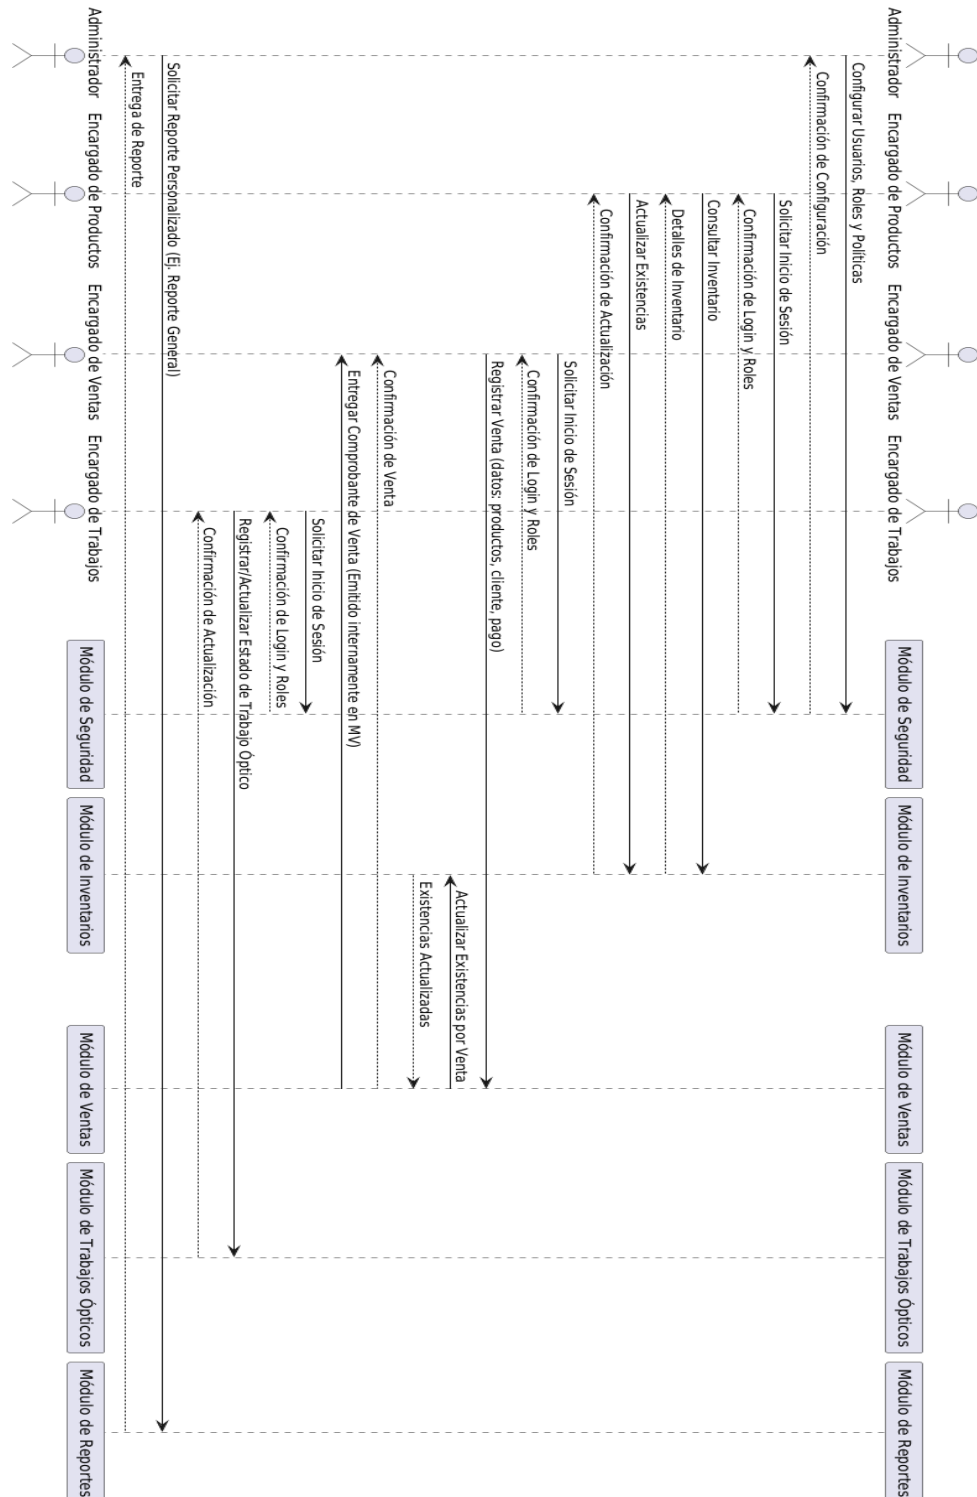 Administrador
Encargado de Productos
Encargado de Ventas
Encargado de Trabajos
Módulo de Seguridad
Módulo de Inventarios
Módulo de Ventas
Módulo de Trabajos Ópticos
Módulo de Reportes
Configurar Usuarios, Roles y Políticas
Confirmación de Configuración
Solicitar Inicio de Sesión
Confirmación de Login y Roles
Consultar Inventario
Detalles de Inventario
Actualizar Existencias
Confirmación de Actualización
Solicitar Inicio de Sesión
Confirmación de Login y Roles
Registrar Venta (datos: productos, cliente, pago)
Actualizar Existencias por Venta
Existencias Actualizadas
Confirmación de Venta
Entregar Comprobante de Venta (Emitido internamente en MV)
Solicitar Inicio de Sesión
Confirmación de Login y Roles
Registrar/Actualizar Estado de Trabajo Óptico
Confirmación de Actualización
Solicitar Reporte Personalizado (Ej. Reporte General)
Entrega de Reporte
Administrador
Encargado de Productos
Encargado de Ventas
Encargado de Trabajos
Módulo de Seguridad
Módulo de Inventarios
Módulo de Ventas
Módulo de Trabajos Ópticos
Módulo de Reportes